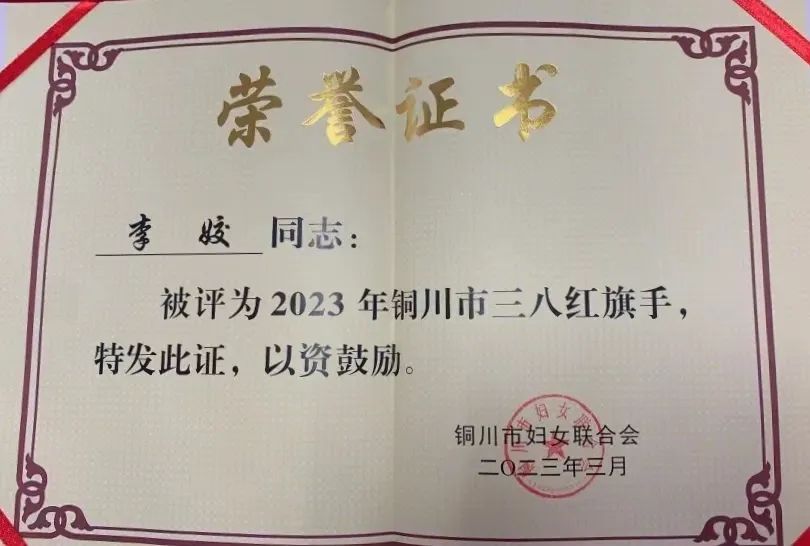 荣誉证书
李姣 同志：
被评为2023年铜川市三八红旗手，
特发此证，以资鼓励。
铜川市妇女联合会
二〇二三年三月